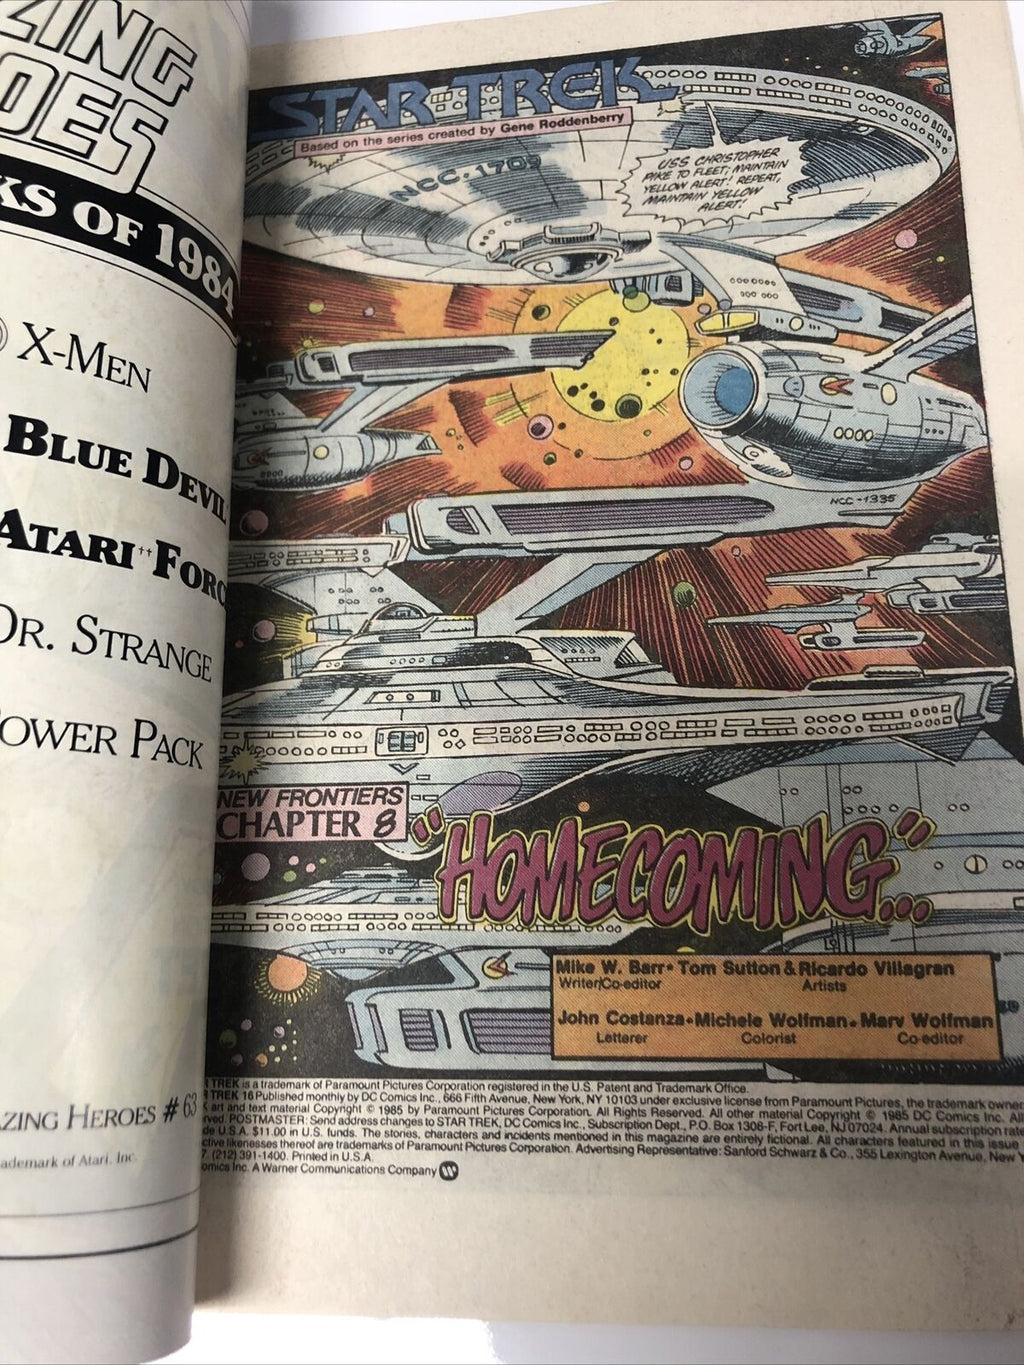 ZING
OES
KS OF 1984
X-MEN
BLUE DEVIL
ATARI†† FORC
DR. STRANGE
OWER PACK
ZING HEROES # 63
ademark of Atari. Inc.
STAR TREK
Based on the series created by Gene Roddenberry
NCC-1709
USS CHRISTOPHER
PIKE TO FLEET; MAINTAIN
YELLOW ALERT! REPEAT,
MAINTAIN YELLOW
ALERT!
NCC-1335
NEW FRONTIERS
CHAPTER 8
"HOMECOMING"...
Mike W. Barr • Tom Sutton & Ricardo Villagran
Writer/Co-editor Artists
John Costanza • Michele Wolfman • Marv Wolfman
Letterer Colorist Co-editor
TREK is a trademark of Paramount Pictures Corporation registered in the U.S. Patent and Trademark Office.
TREK 16 Published monthly by DC Comics Inc., 666 Fifth Avenue, New York, NY 10103 under exclusive license from Paramount Pictures, the trademark owner
art and text material Copyright © 1985 by Paramount Pictures Corporation. All Rights Reserved. All other material Copyright © 1985 DC Comics Inc. All
rved. POSTMASTER: Send address changes to STAR TREK, DC Comics Inc., Subscription Dept., P.O. Box 1308-F, Fort Lee, NJ 07024. Annual subscription rate
de U.S.A. $11.00 in U.S. funds. The stories, characters and incidents mentioned in this magazine are entirely fictional. All characters featured in this issue
ctive likenesses thereof are Trademarks of Paramount Pictures Corporation. Advertising Representative: Sanford Schwarz & Co., 355 Lexington Avenue, New Y
7. (212) 391-1400. Printed in U.S.A.
omics Inc. A Warner Communications Company